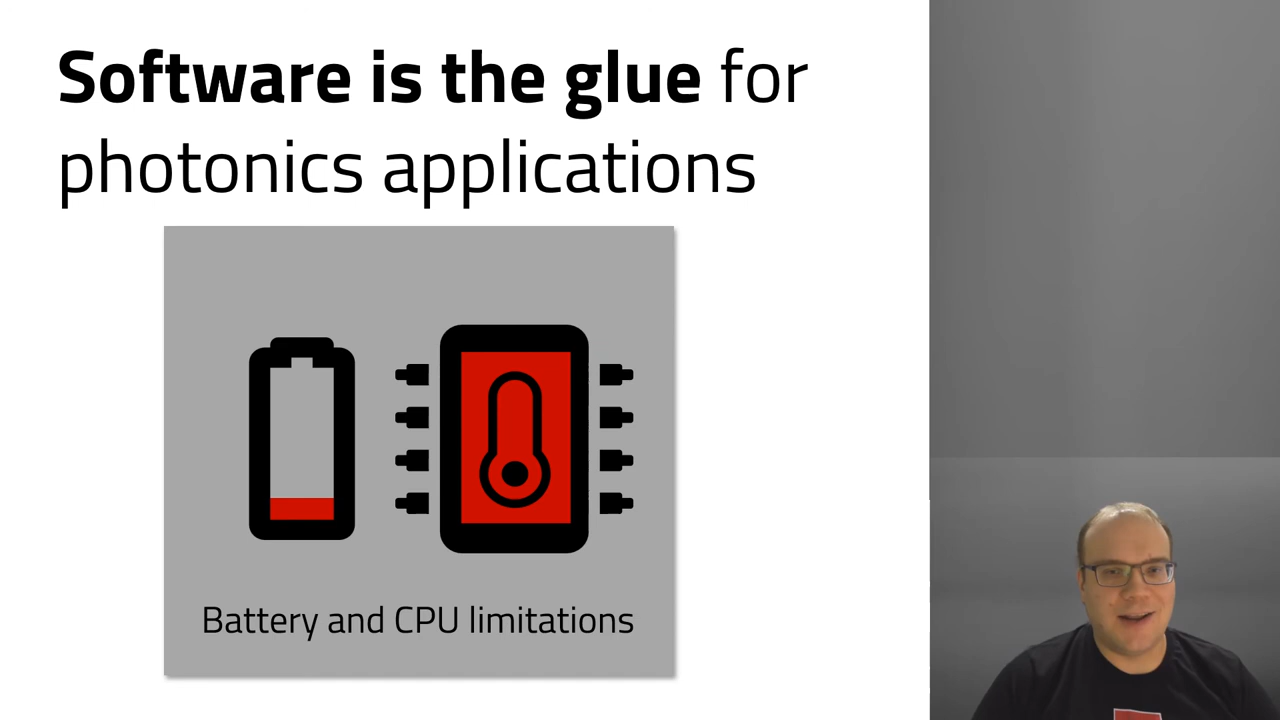 Software is the glue for
photonics applications
Battery and CPU limitations